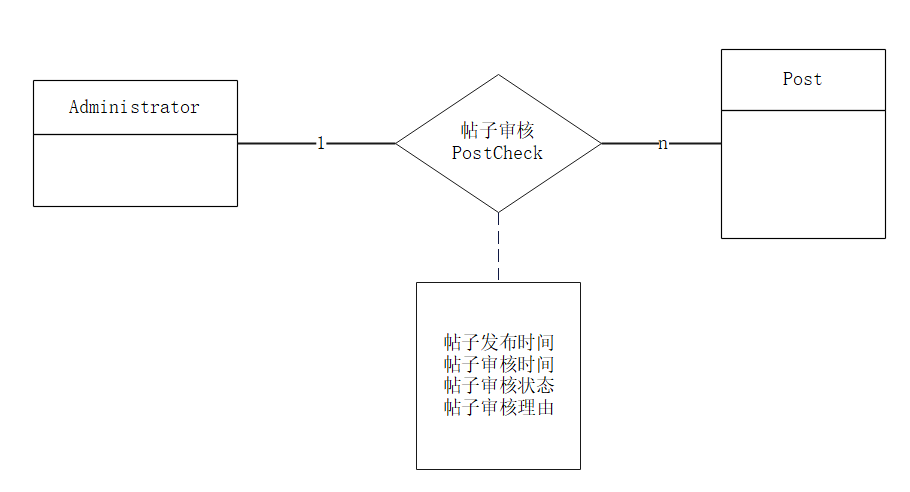 Administrator
1
帖子审核
PostCheck
n
Post
帖子发布时间
帖子审核时间
帖子审核状态
帖子审核理由